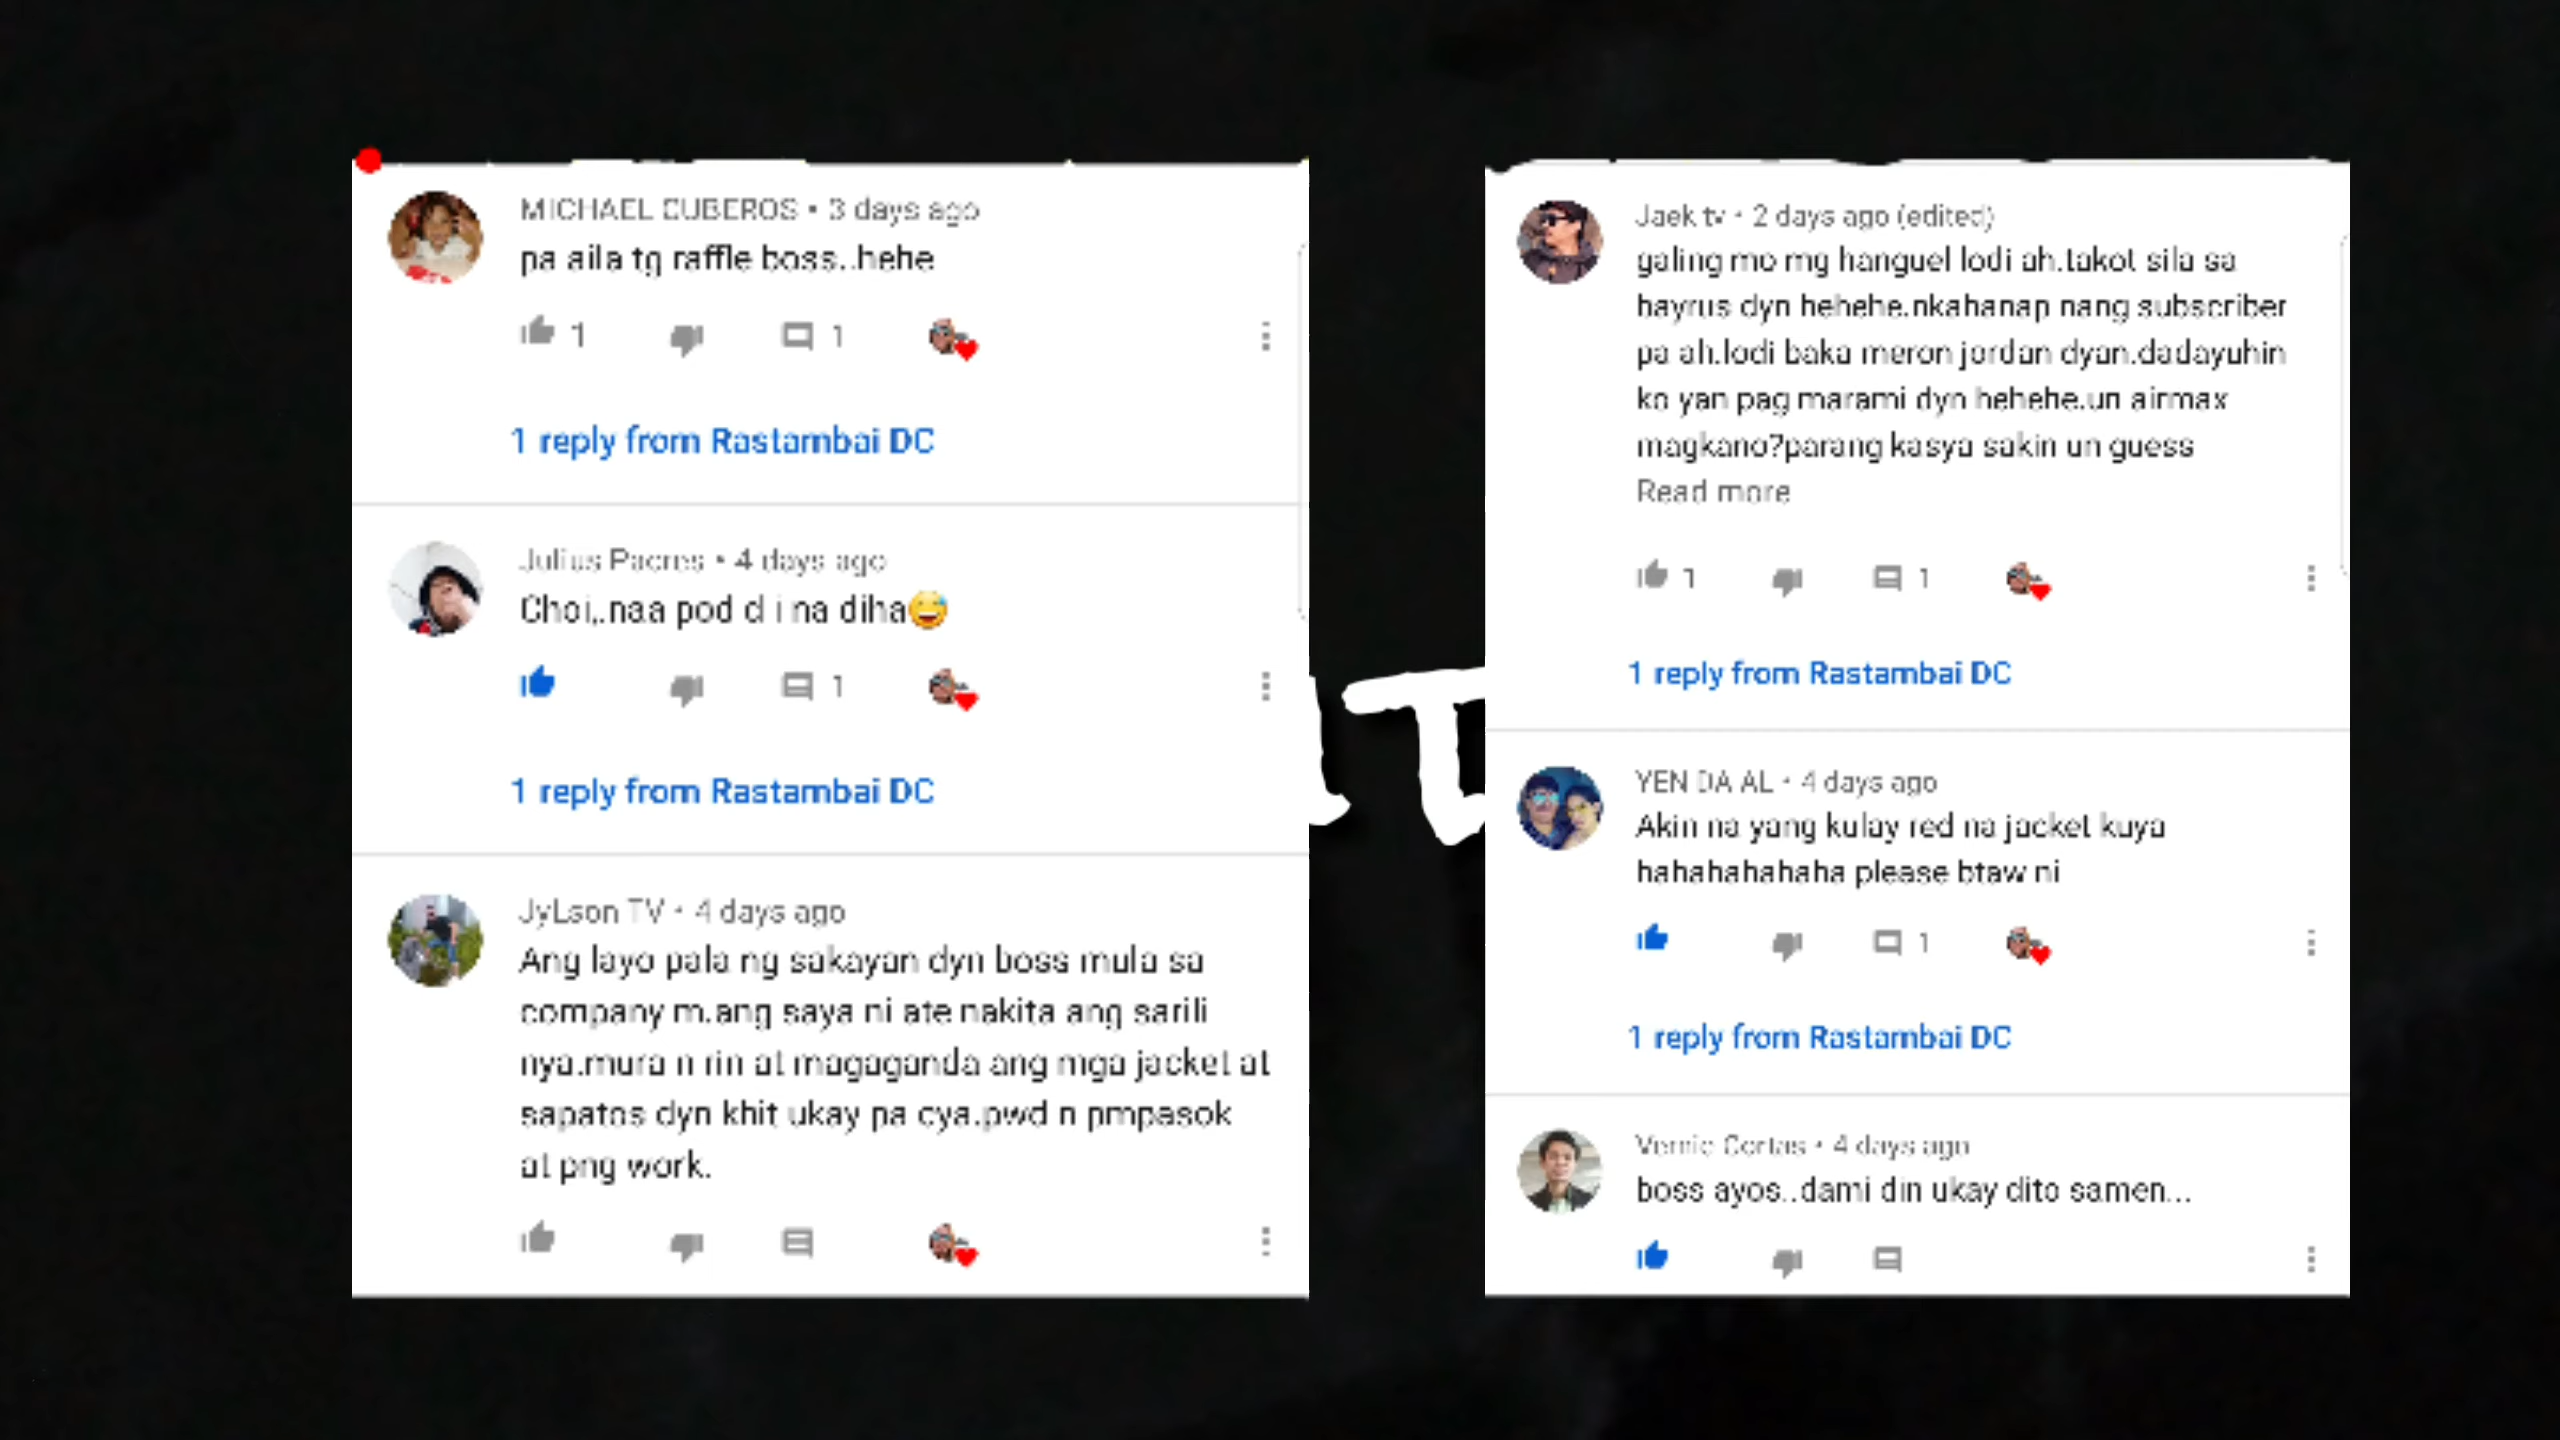 MICHAEL CUBEROS • 3 days ago
pa aila tg raffle boss..hehe
1
1
1 reply from Rastambai DC
Julius Pacres • 4 days ago
Choi,.naa pod d i na diha😅
1
1 reply from Rastambai DC
JyLson TV • 4 days ago
Ang layo pala ng sakayan dyn boss mula sa
company m.ang saya ni ate nakita ang sarili
nya.mura n rin at magaganda ang mga jacket at
sapatos dyn khit ukay pa cya.pwd n pmpasok
at png work.
Jaek tv • 2 days ago (edited)
galing mo mg hanguel lodi ah.takot sila sa
hayrus dyn hehehe.nkahanap nang subscriber
pa ah.lodi baka meron jordan dyan.dadayuhin
ko yan pag marami dyn hehehe.un airmax
magkano?parang kasya sakin un guess
Read more
1
1
1 reply from Rastambai DC
YEN DA AL • 4 days ago
Akin na yang kulay red na jacket kuya
hahahahahaha please btaw ni
1
1 reply from Rastambai DC
Cortas • 4 days ago
boss ayos..dami din ukay dito samen...